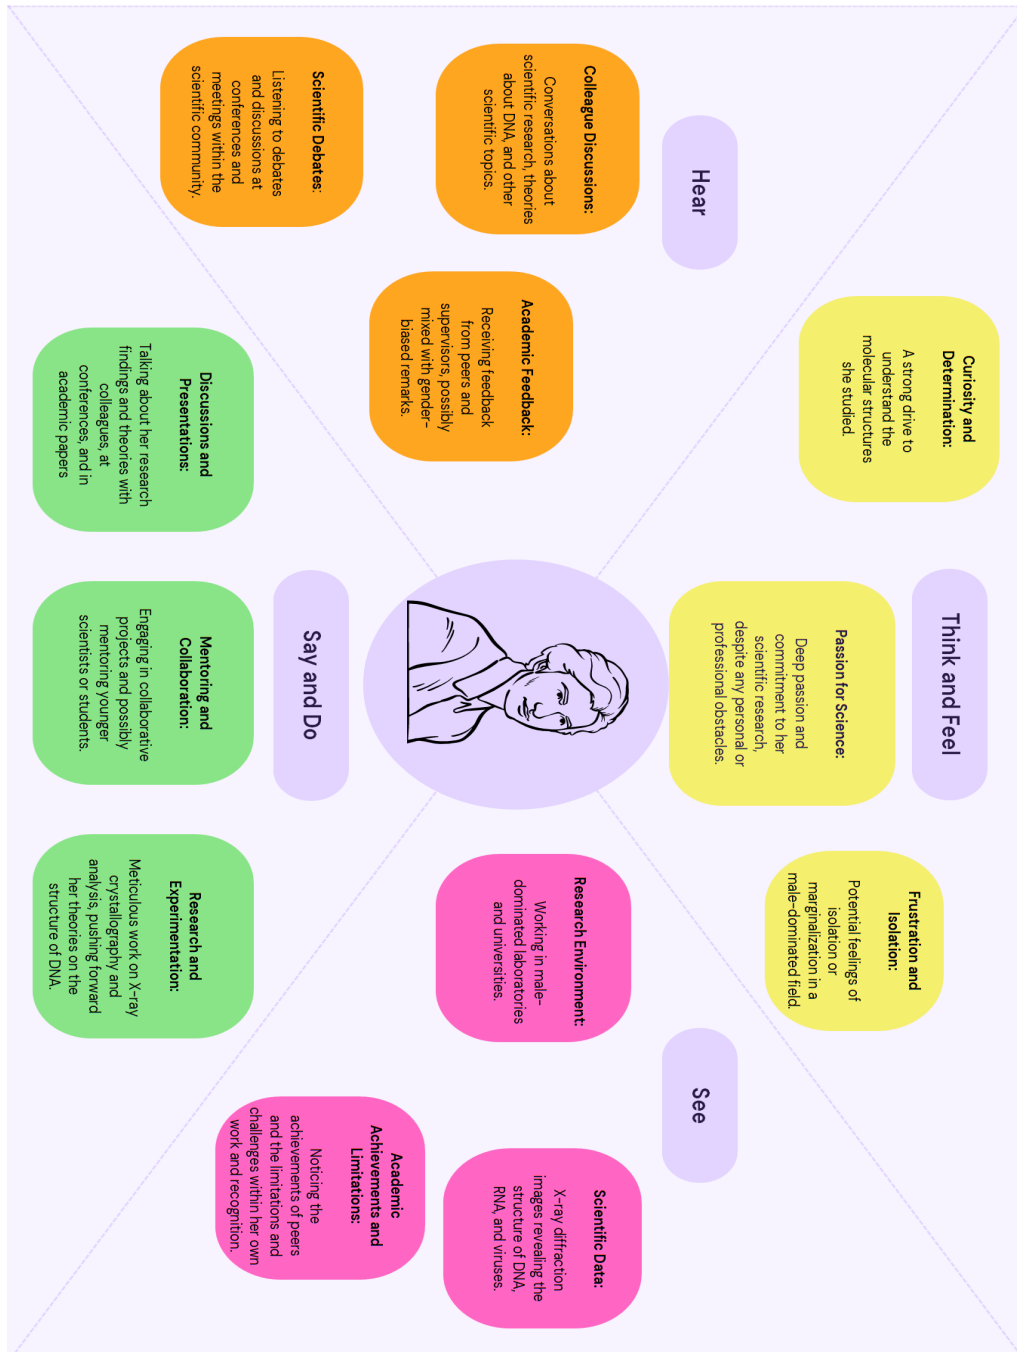 Think and Feel
Curiosity and
Determination:
A strong drive to
understand the
molecular structures
she studied.
Passion for Science:
Deep passion and
commitment to her
scientific research,
despite any personal or
professional obstacles.
Frustration and
Isolation:
Potential feelings of
isolation or
marginalization in a
male-dominated field.
Hear
Colleague Discussions:
Conversations about
scientific research, theories
about DNA, and other
scientific topics.
Academic Feedback:
Receiving feedback
from peers and
supervisors, possibly
mixed with gender-
biased remarks.
Scientific Debates:
Listening to debates
and discussions at
conferences and
meetings within the
scientific community.
See
Research Environment:
Working in male-
dominated laboratories
and universities.
Scientific Data:
X-ray diffraction
images revealing the
structure of DNA,
RNA, and viruses.
Academic
Achievements and
Limitations:
Noticing the
achievements of peers
and the limitations and
challenges within her own
work and recognition.
Say and Do
Discussions and
Presentations:
Talking about her research
findings and theories with
colleagues, at
conferences, and in
academic papers
Mentoring and
Collaboration:
Engaging in collaborative
projects and possibly
mentoring younger
scientists or students.
Research and
Experimentation:
Meticulous work on X-ray
crystallography and
analysis, pushing forward
her theories on the
structure of DNA.